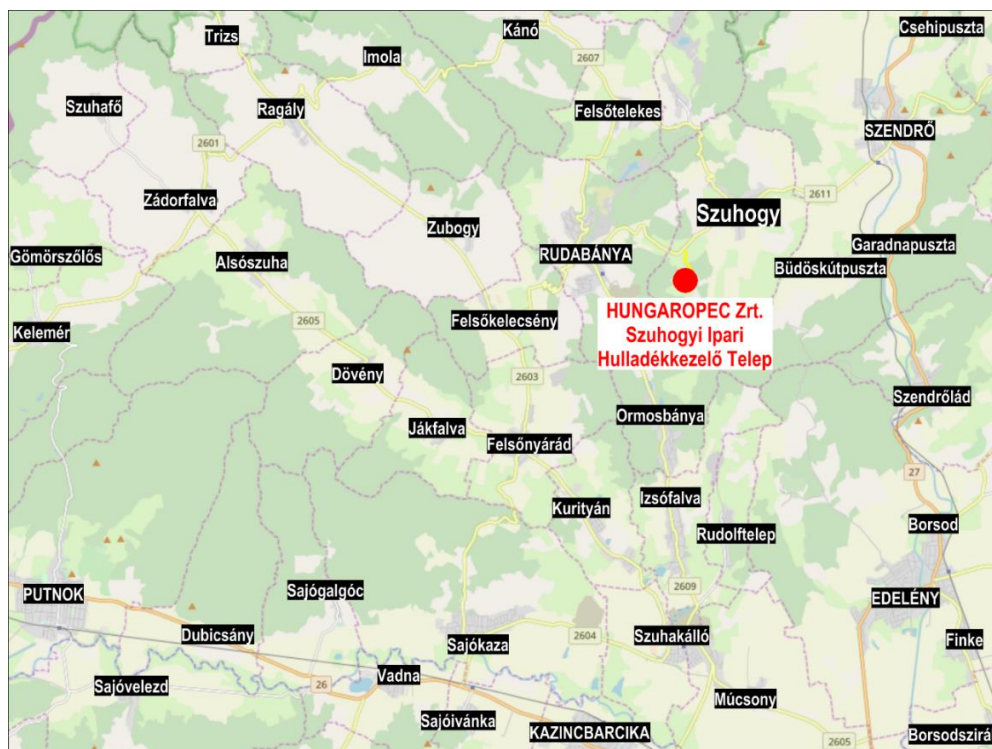 Trizs
Kánó
Csehipuszta
Imola
2607
Szuhafő
Ragály
Felsőtelekes
SZENDRŐ
2601
Zádorfalva
2611
Szuhogy
Zubogy
Gömörszőlős
Alsószuha
RUDABÁNYA
Garadnapuszta
Büdöskútpuszta
HUNGAROPEC Zrt.
Szuhogyi Ipari
Hulladékkezelő Telep
Kelemér
2605
Felsőkelecsény
Dövény
2603
Szendrőlád
Ormosbánya
Jákfalva
Felsőnyárád
27
Kurityán
Izsófalva
Rudolftelep
Borsod
PUTNOK
Sajógalgóc
2609
EDELÉNY
Dubicsány
Sajókaza
2604
Szuhakálló
Finke
Sajóvelezd
26
Vadna
Múcsony
Sajóivánka
KAZINCBARCIKA
2605
Borsodszirá